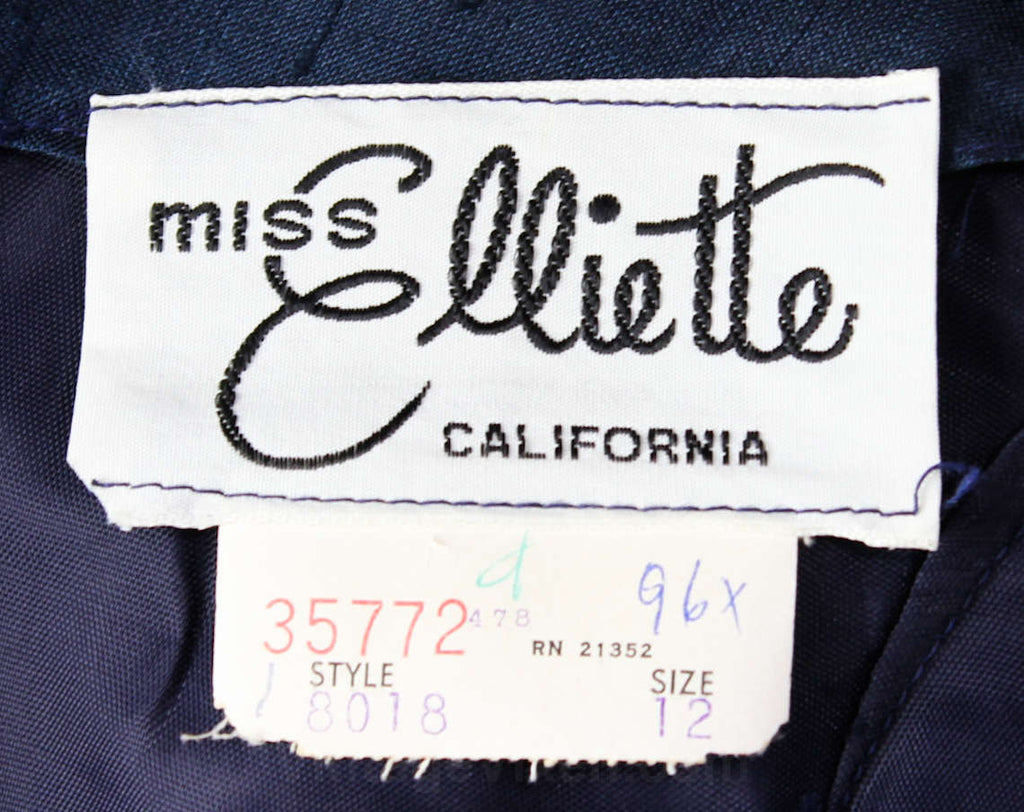 miss Elliette
CALIFORNIA
d
96x
35772 478
RN 21352
STYLE SIZE
8018 12